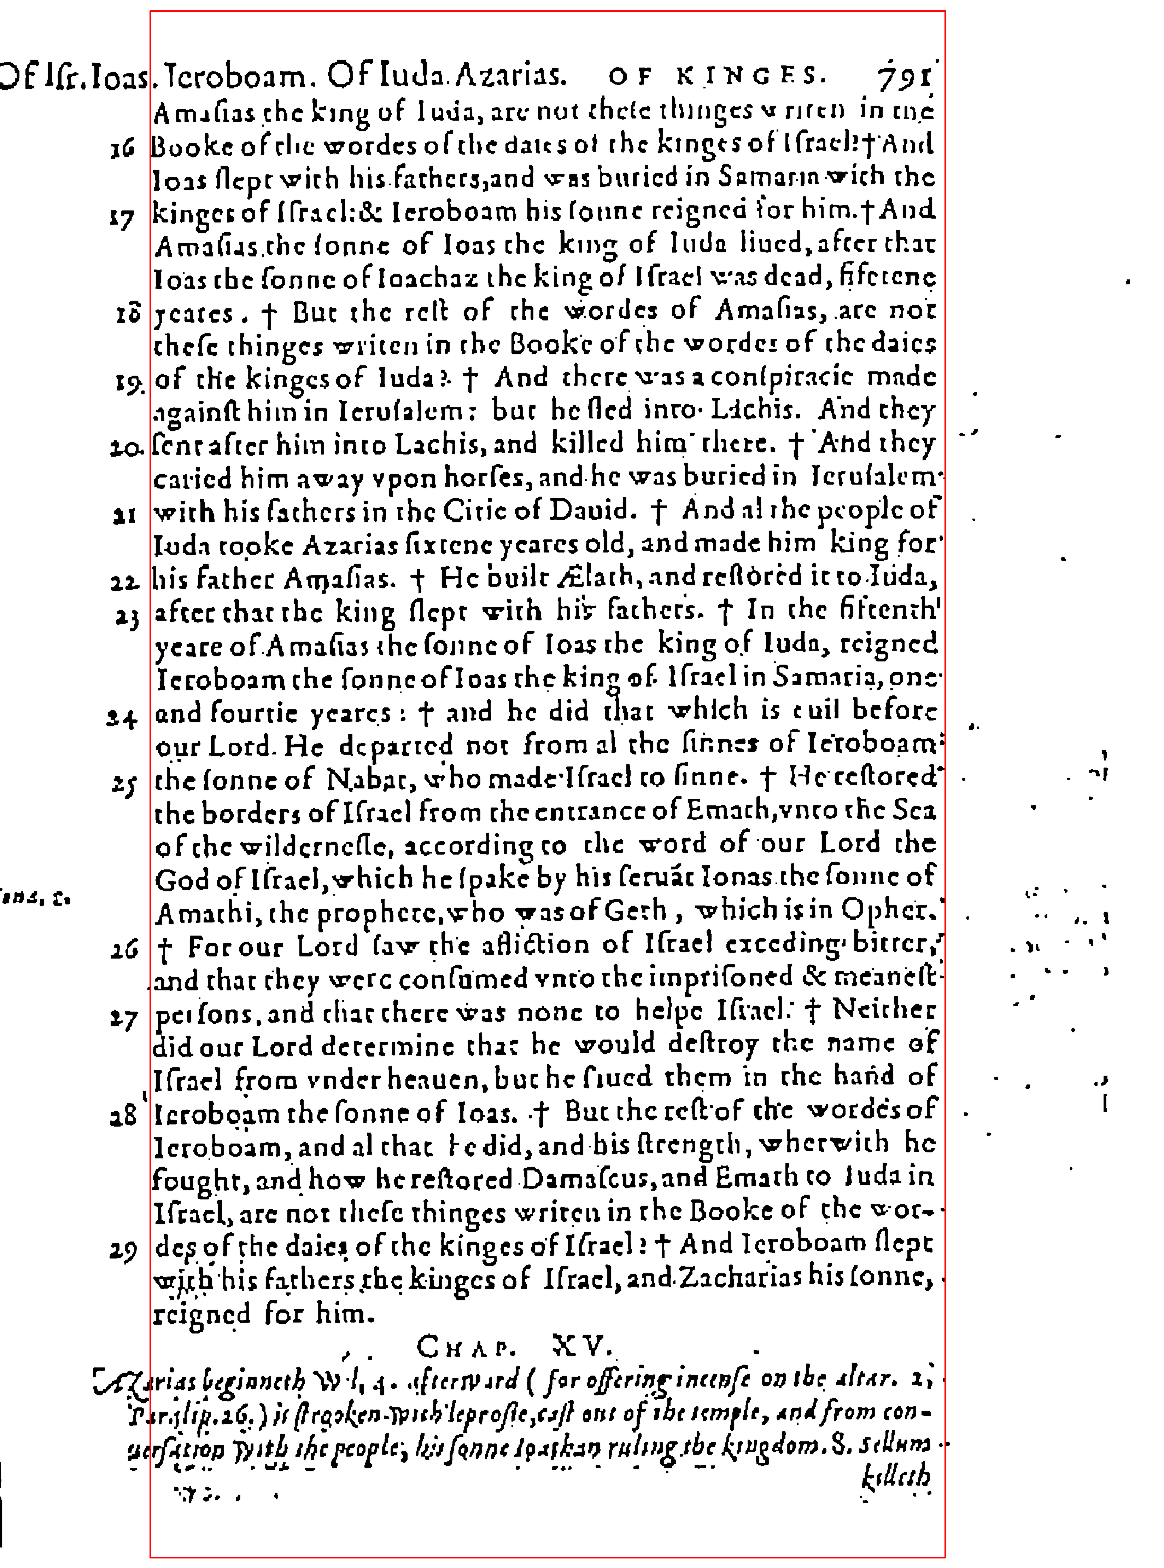 Of Iſr. Ioas. Ieroboam. Of Iuda. Azarias. OF KINGES. 791
Amaſias the king of Iuda, are not theſe thinges writen in the
16 Booke of the wordes of the daies of the kinges of Iſrael? † And
Ioas ſlept with his fathers, and was buried in Samaria with the
17 kinges of Iſrael: & Ieroboam his ſonne reigned for him. † And
Amaſias the ſonne of Ioas the king of Iuda liued, after that
Ioas the ſonne of Ioachaz the king of Iſrael was dead, fiftene
18 yeares. † But the reſt of the wordes of Amaſias, are not
theſe thinges writen in the Booke of the wordes of the daies
19. of the kinges of Iuda? † And there was a conſpiracie made
againſt him in Ieruſalem: but he fled into Lachis. And they
20. ſent after him into Lachis, and killed him there. † And they
caried him away vpon horſes, and he was buried in Ieruſalem
21 with his fathers in the Citie of Dauid. † And al the people of
Iuda tooke Azarias ſixtene yeares old, and made him king for
22 his father Amaſias. † He built Ælath, and reſtored it to Iuda,
23 after that the king ſlept with his fathers. † In the fiftenth
yeare of Amaſias the ſonne of Ioas the king of Iuda, reigned
Ieroboam the ſonne of Ioas the king of Iſrael in Samaria, one
24 and fourtie yeares: † and he did that which is euil before
our Lord. He departed not from al the ſinnes of Ieroboam
25 the ſonne of Nabat, who made Iſrael to ſinne. † He reſtored
the borders of Iſrael from the entrance of Emath, vnto the Sea
of the wilderneſſe, according to the word of our Lord the
God of Iſrael, which he ſpake by his ſeruãt Ionas the ſonne of
Amathi, the prophete, who was of Geth, which is in Opher.
26 † For our Lord ſaw the affliction of Iſrael exceding bitter,
and that they were conſumed vnto the impriſoned & meaneſt
27 perſons, and that there was none to helpe Iſrael. † Neither
did our Lord determine that he would deſtroy the name of
Iſrael from vnder heauen, but he ſaued them in the hand of
28 Ieroboam the ſonne of Ioas. † But the reſt of the wordes of
Ieroboam, and al that he did, and his ſtrength, wherwith he
fought, and how he reſtored Damaſcus, and Emath to Iuda in
Iſrael, are not theſe thinges writen in the Booke of the wor-
29 des of the daies of the kinges of Iſrael? † And Ieroboam ſlept
with his fathers the kinges of Iſrael, and Zacharias his ſonne,
reigned for him.
CHAP. XV.
Azarias beginneth wel, 4. afterward (for offering incenſe on the altar. 2.
Paralip. 26.) is ſtrooken with leproſie, caſt out of the temple, and from con-
uerſation with the people, his ſonne Ioathan ruling the kingdom. 8. Sellum
killeth